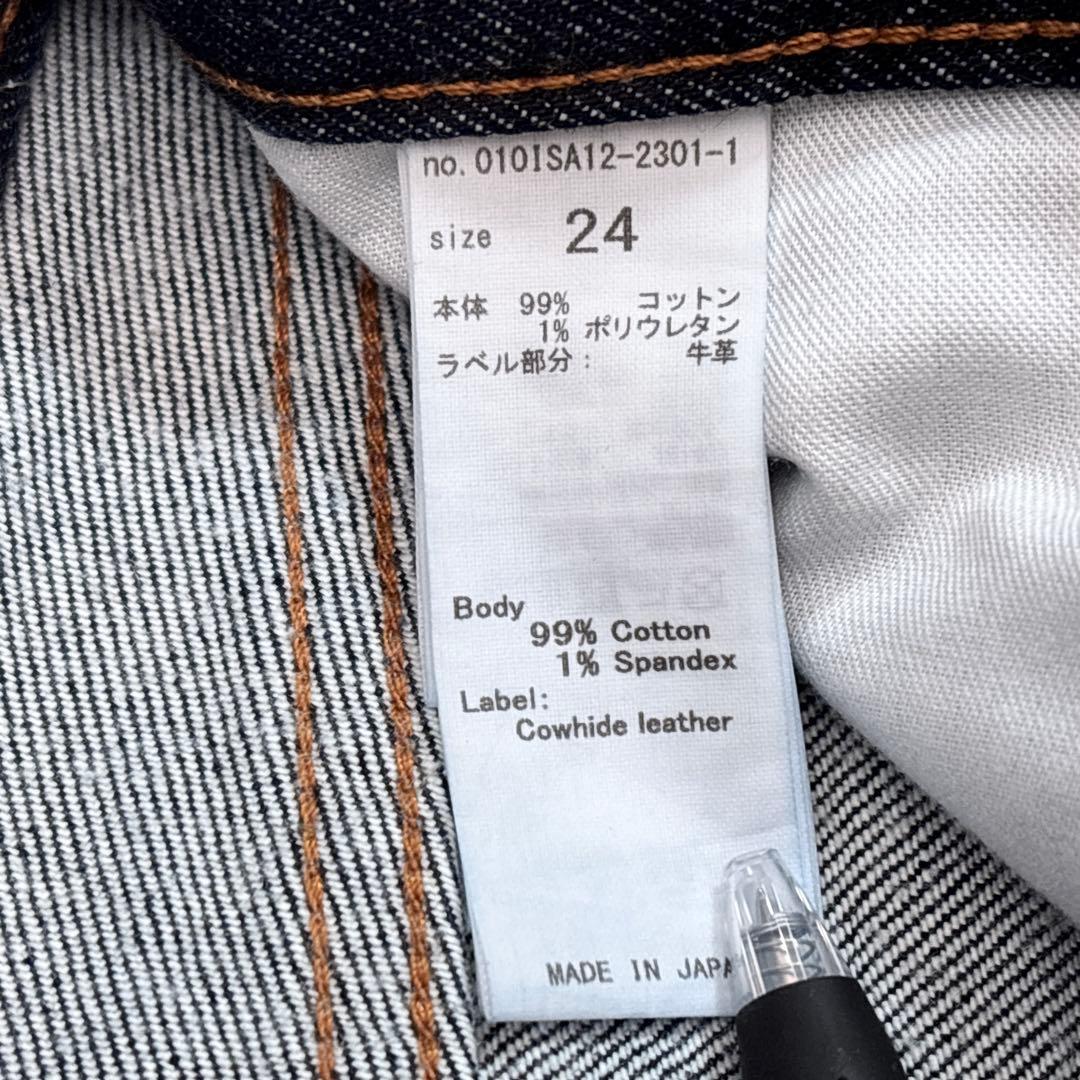 no. 010ISA12-2301-1
size 24
本体 99% コットン
1% ポリウレタン
ラベル部分： 牛革
Body
99% Cotton
1% Spandex
Label:
Cowhide leather
MADE IN JAPA